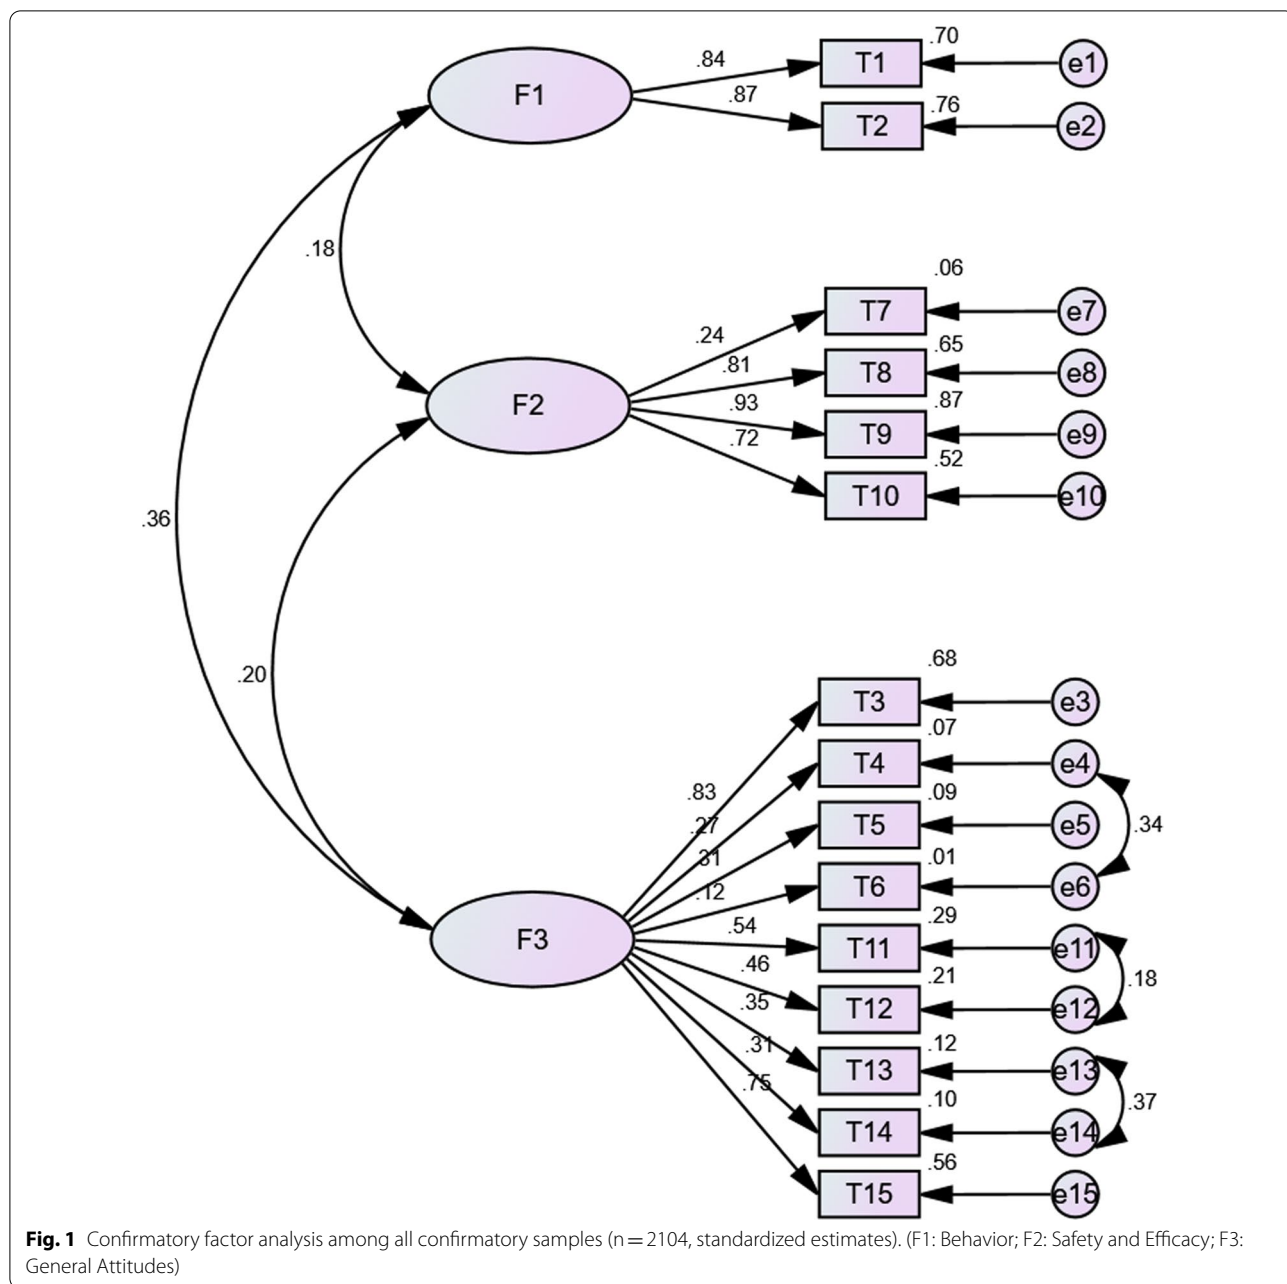 .70
.84
T1
e1
F1
.87
.76
T2
e2
.18
.06
T7
e7
.24
.65
.81
T8
e8
F2
.93
.87
T9
e9
.72
.52
T10
e10
.36
.20
.68
T3
e3
.07
T4
e4
.83
.09
.27
T5
e5
.34
.31
.01
.12
T6
e6
.29
.54
F3
T11
e11
.46
.21
.18
.35
T12
e12
.31
.12
T13
e13
.75
.10
.37
T14
e14
.56
T15
e15
Fig. 1 Confirmatory factor analysis among all confirmatory samples (n = 2104, standardized estimates). (F1: Behavior; F2: Safety and Efficacy; F3:
General Attitudes)